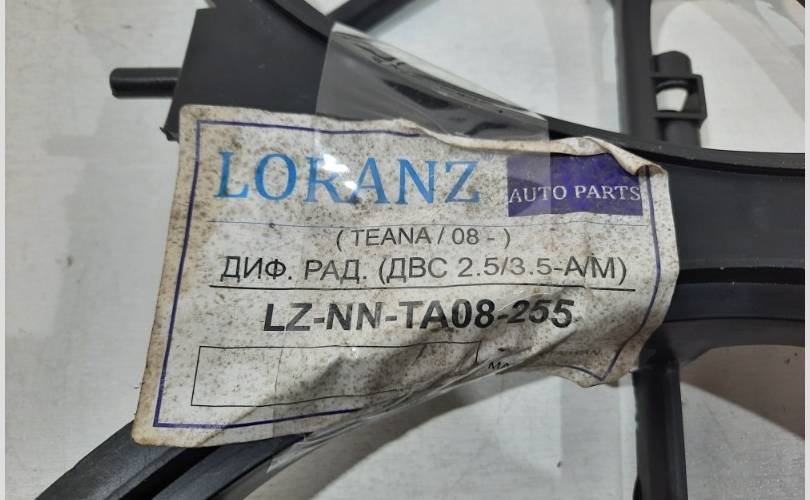 LORANZ
AUTO PARTS
( TEANA / 08 - )
ДИФ. РАД. (ДВС 2.5/3.5-А/М)
LZ-NN-TA08-255